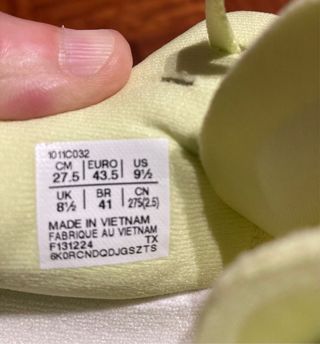 1011C032
CM EURO US
27.5 43.5 9½
UK BR CN
8½ 41 275(2.5)
MADE IN VIETNAM
FABRIQUE AU VIETNAM
F131224 TX
6K0RCNDQDJGSZTS